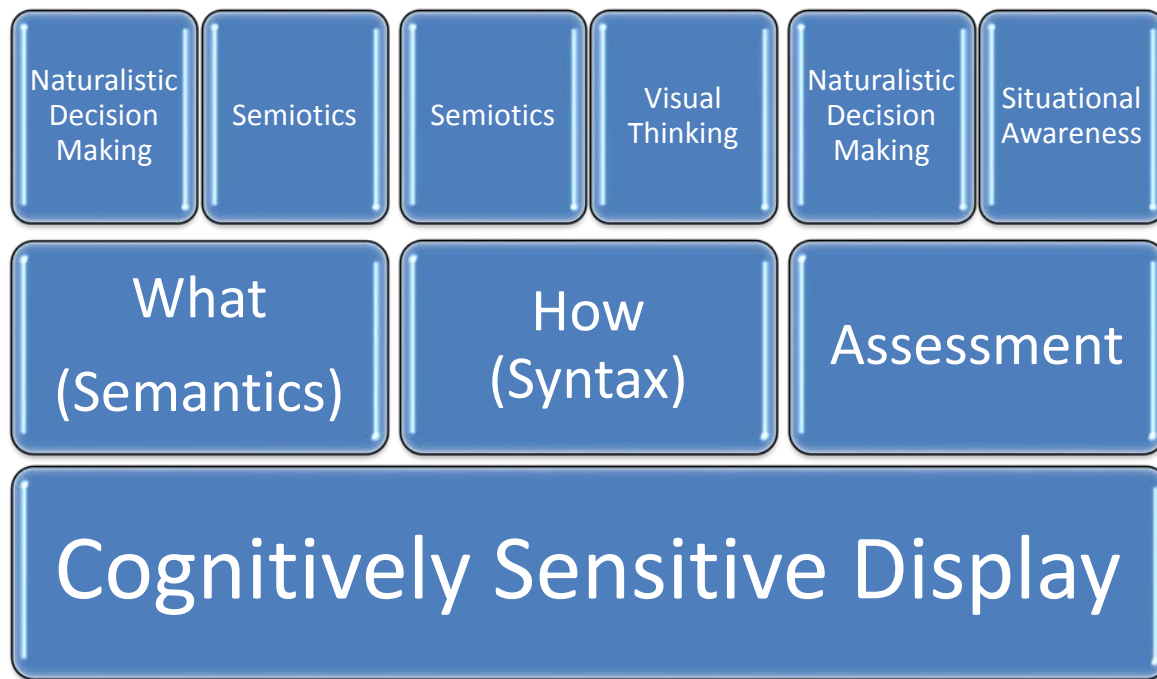 Naturalistic
Decision
Making
Semiotics
Semiotics
Visual
Thinking
Naturalistic
Decision
Making
Situational
Awareness
What
(Semantics)
How
(Syntax)
Assessment
Cognitively Sensitive Display